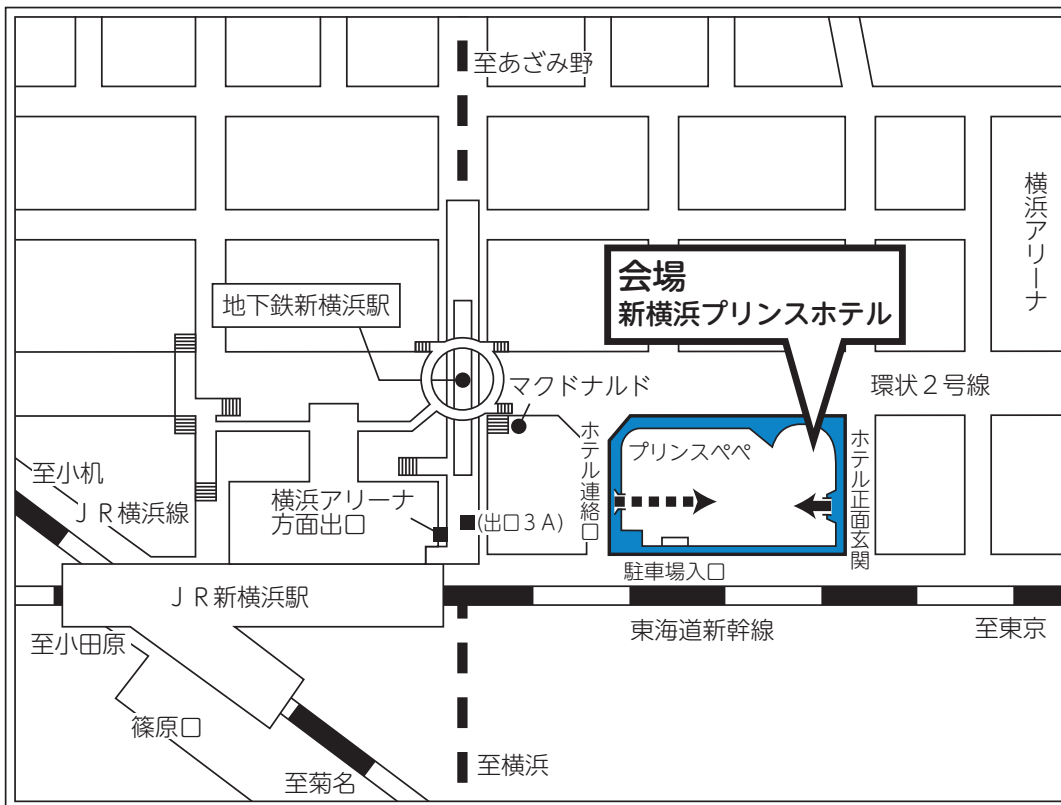 至あざみ野
横浜アリーナ
会場
新横浜プリンスホテル
地下鉄新横浜駅
マクドナルド
環状２号線
プリンスペペ
ホテル連絡口
ホテル正面玄関
至小机
ＪＲ横浜線
横浜アリーナ
方面出口
(出口３Ａ)
駐車場入口
ＪＲ新横浜駅
東海道新幹線
至東京
至小田原
篠原口
至横浜
至菊名